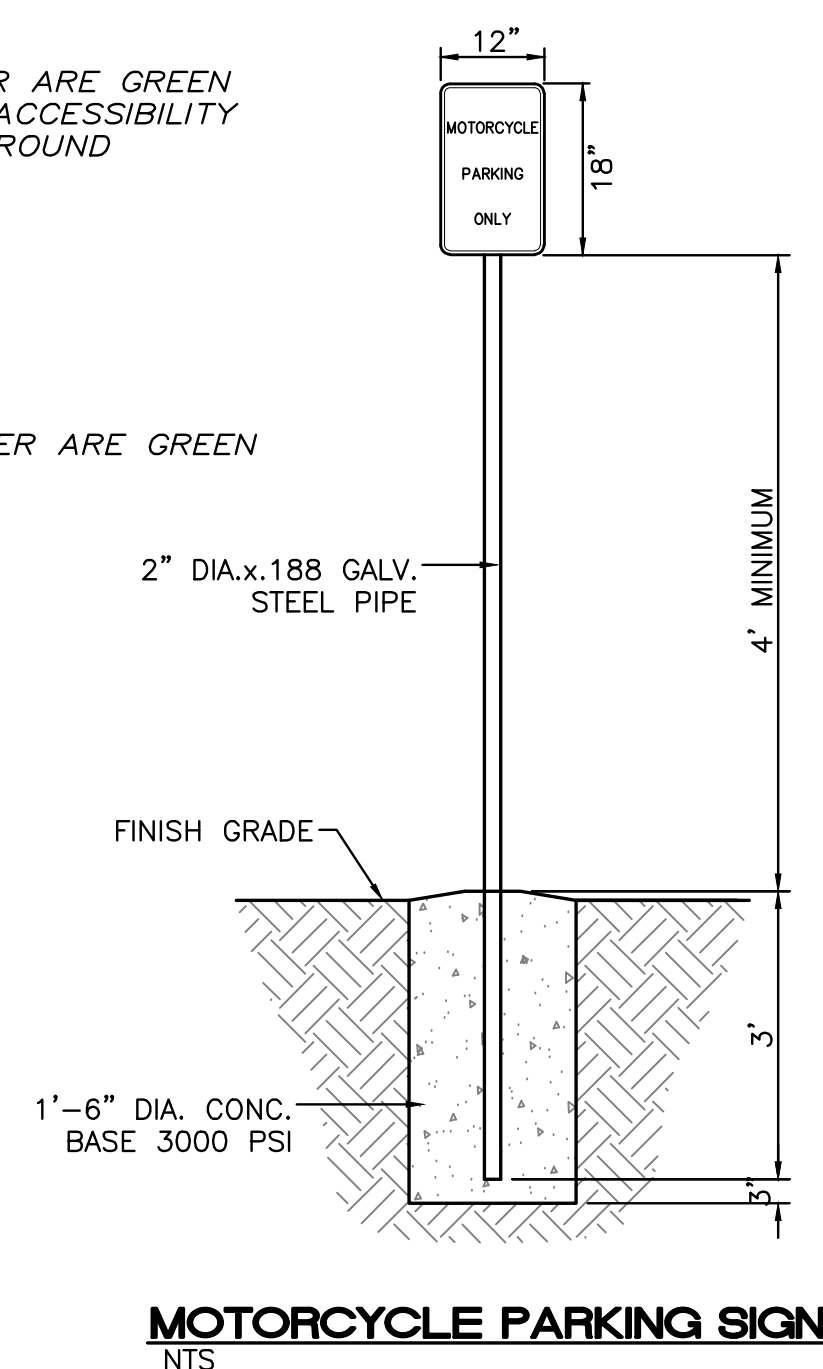 12"
R ARE GREEN
ACCESSIBILITY
ROUND
MOTORCYCLE
PARKING
ONLY
18"
ER ARE GREEN
2" DIA.x.188 GALV.
STEEL PIPE
4' MINIMUM
FINISH GRADE
3'
1'-6" DIA. CONC.
BASE 3000 PSI
3"
MOTORCYCLE PARKING SIGN
NTS